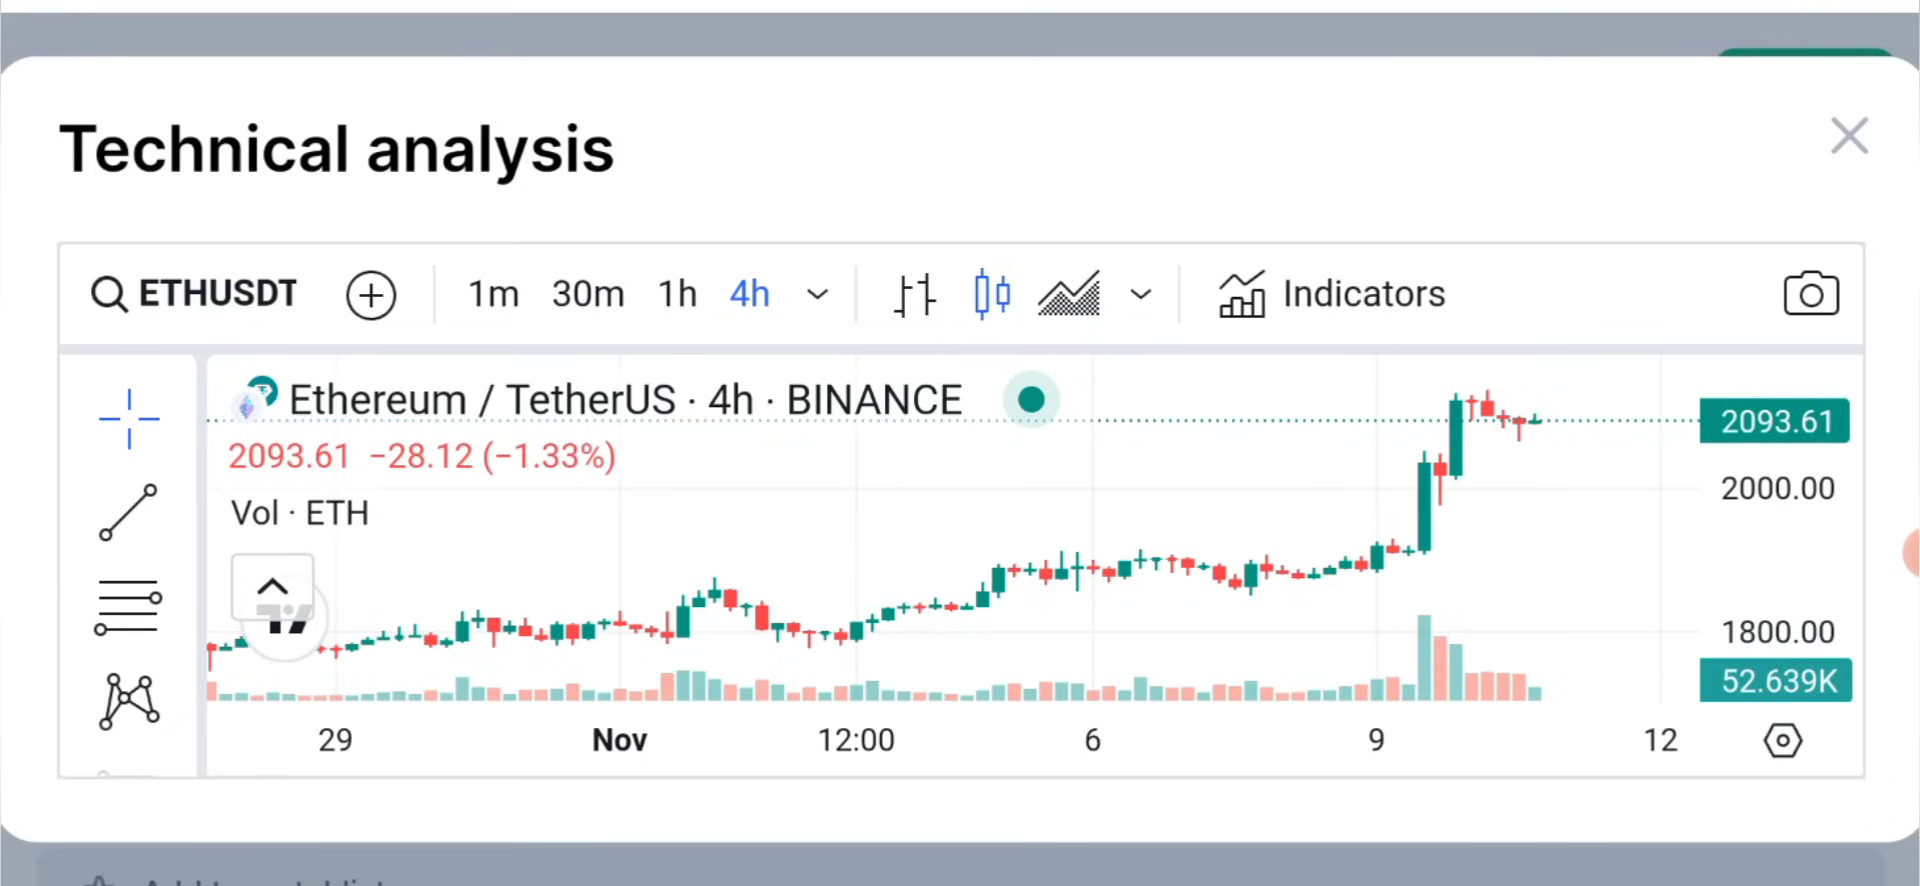 Technical analysis
ETHUSDT 1m 30m 1h 4h Indicators
Ethereum / TetherUS · 4h · BINANCE
2093.61
2093.61 −28.12 (−1.33%)
2000.00
Vol · ETH
1800.00
52.639K
29 Nov 12:00 6 9 12